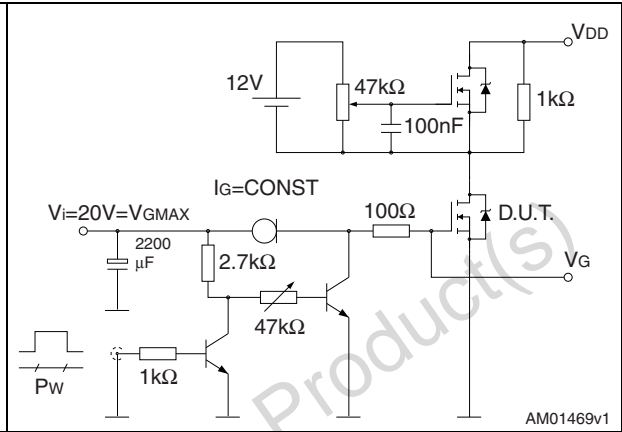 VDD
12V
47kΩ
1kΩ
100nF
IG=CONST
Vi=20V=VGMAX
100Ω
D.U.T.
2200
μF
2.7kΩ
VG
47kΩ
1kΩ
PW
Product(s)
AM01469v1